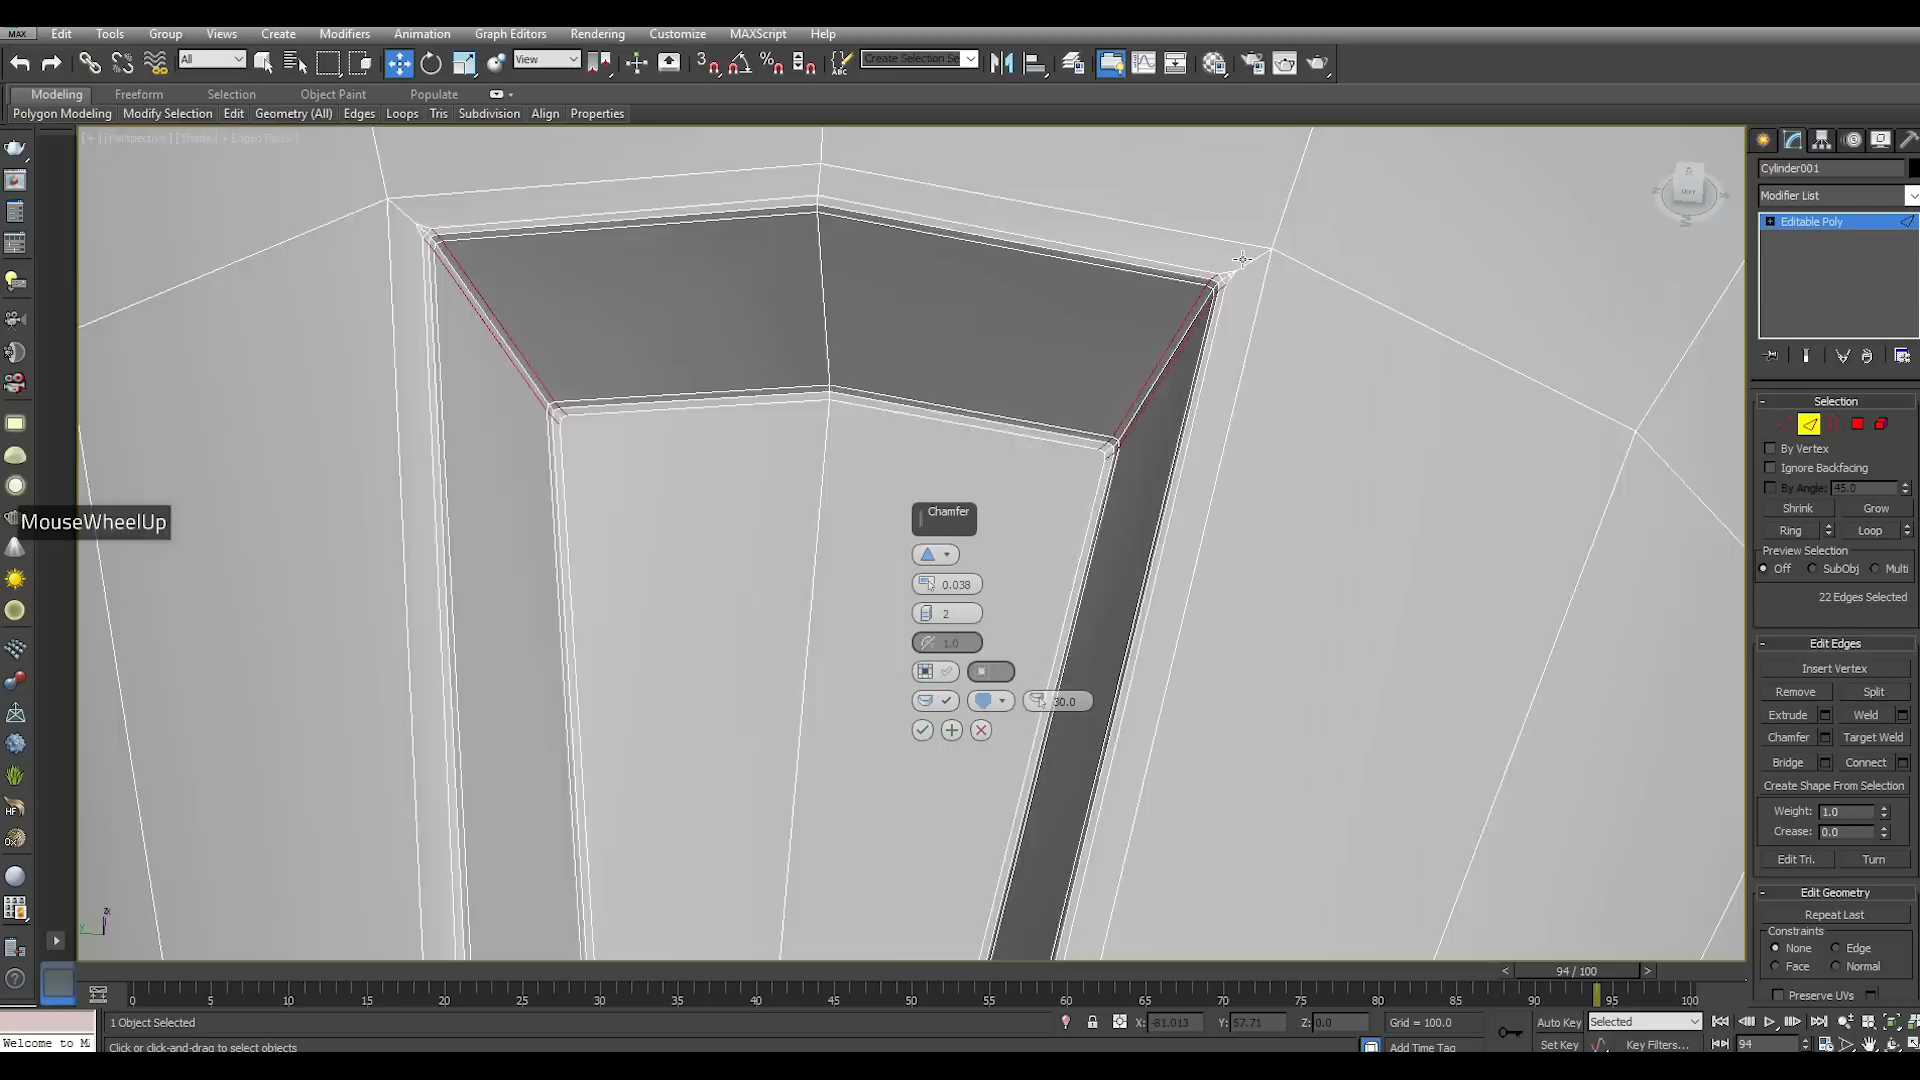 MAX Edit Tools Group Views Create Modifiers Animation Graph Editors Rendering Customize MAXScript Help
All View 3 % ABC Create Selection Se
Modeling Freeform Selection Object Paint Populate
Polygon Modeling Modify Selection Edit Geometry (All) Edges Loops Tris Subdivision Align Properties
[+] [Perspective] [Shaded + Edged Faces]
Cylinder001
Modifier List
Editable Poly
Selection
By Vertex
Ignore Backfacing
By Angle: 45.0
Shrink Grow
Ring Loop
Preview Selection
Off SubObj Multi
22 Edges Selected
Edit Edges
Insert Vertex
Remove Split
Extrude Weld
Chamfer Target Weld
Bridge Connect
Create Shape From Selection
Weight: 1.0
Crease: 0.0
Edit Tri. Turn
Edit Geometry
Repeat Last
Constraints
None Edge
Face Normal
Preserve UVs
MouseWheelUp
Chamfer
0.038
2
1.0
30.0
< 94 / 100 >
0 5 10 15 20 25 30 35 40 45 50 55 60 65 70 75 80 85 90 95 100
1 Object Selected X: -81.013 Y: 57.71 Z: 0.0 Grid = 100.0 Auto Key Selected
Welcome to M Click or click-and-drag to select objects Add Time Tag Set Key Key Filters... 94